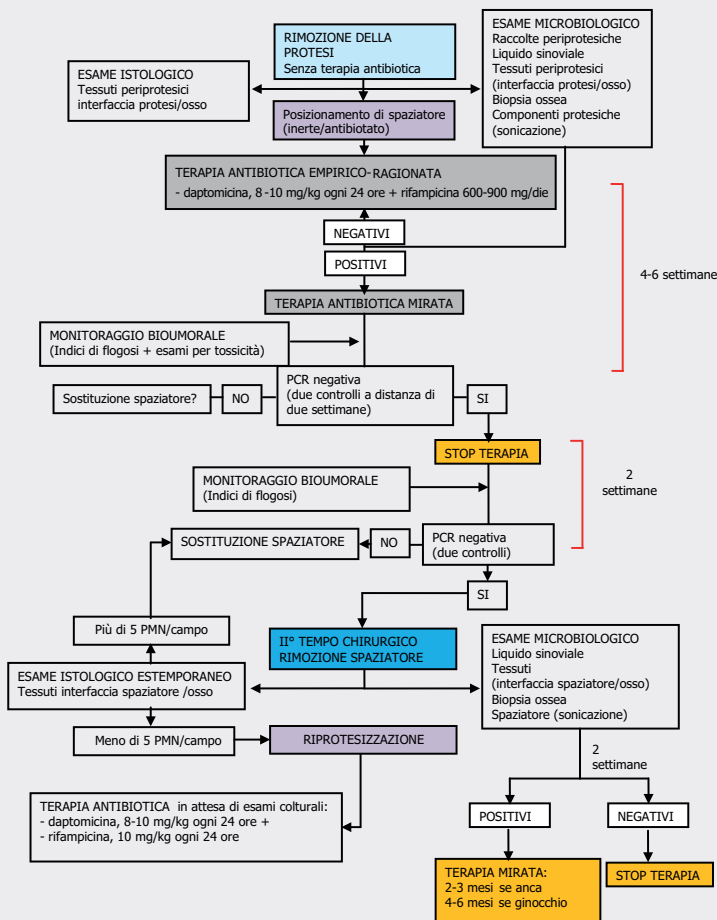 RIMOZIONE DELLA
PROTESI
Senza terapia antibiotica
ESAME MICROBIOLOGICO
Raccolte periprotesiche
Liquido sinoviale
Tessuti periprotesici
(interfaccia protesi/osso)
Biopsia ossea
Componenti protesiche
(sonicazione)
ESAME ISTOLOGICO
Tessuti periprotesici
interfaccia protesi/osso
Posizionamento di spaziatore
(inerte/antibiotato)
TERAPIA ANTIBIOTICA EMPIRICO-RAGIONATA
- daptomicina, 8 -10 mg/kg ogni 24 ore + rifampicina 600-900 mg/die
NEGATIVI
POSITIVI
4-6 settimane
TERAPIA ANTIBIOTICA MIRATA
MONITORAGGIO BIOUMORALE
(Indici di flogosi + esami per tossicità)
PCR negativa
(due controlli a distanza di
due settimane)
Sostituzione spaziatore?
NO
SI
STOP TERAPIA
MONITORAGGIO BIOUMORALE
(Indici di flogosi)
2
settimane
SOSTITUZIONE SPAZIATORE
NO
PCR negativa
(due controlli)
SI
Più di 5 PMN/campo
II° TEMPO CHIRURGICO
RIMOZIONE SPAZIATORE
ESAME MICROBIOLOGICO
Liquido sinoviale
Tessuti
(interfaccia spaziatore/osso)
Biopsia ossea
Spaziatore (sonicazione)
ESAME ISTOLOGICO ESTEMPORANEO
Tessuti interfaccia spaziatore /osso
Meno di 5 PMN/campo
RIPROTESIZZAZIONE
2
settimane
TERAPIA ANTIBIOTICA in attesa di esami colturali:
- daptomicina, 8-10 mg/kg ogni 24 ore +
- rifampicina, 10 mg/kg ogni 24 ore
POSITIVI
NEGATIVI
TERAPIA MIRATA:
2-3 mesi se anca
4-6 mesi se ginocchio
STOP TERAPIA